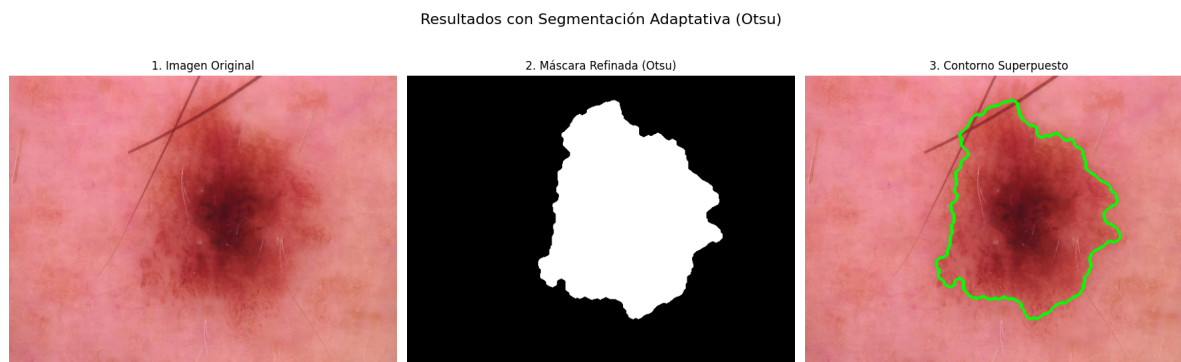 Resultados con Segmentación Adaptativa (Otsu)
1. Imagen Original
2. Máscara Refinada (Otsu)
3. Contorno Superpuesto